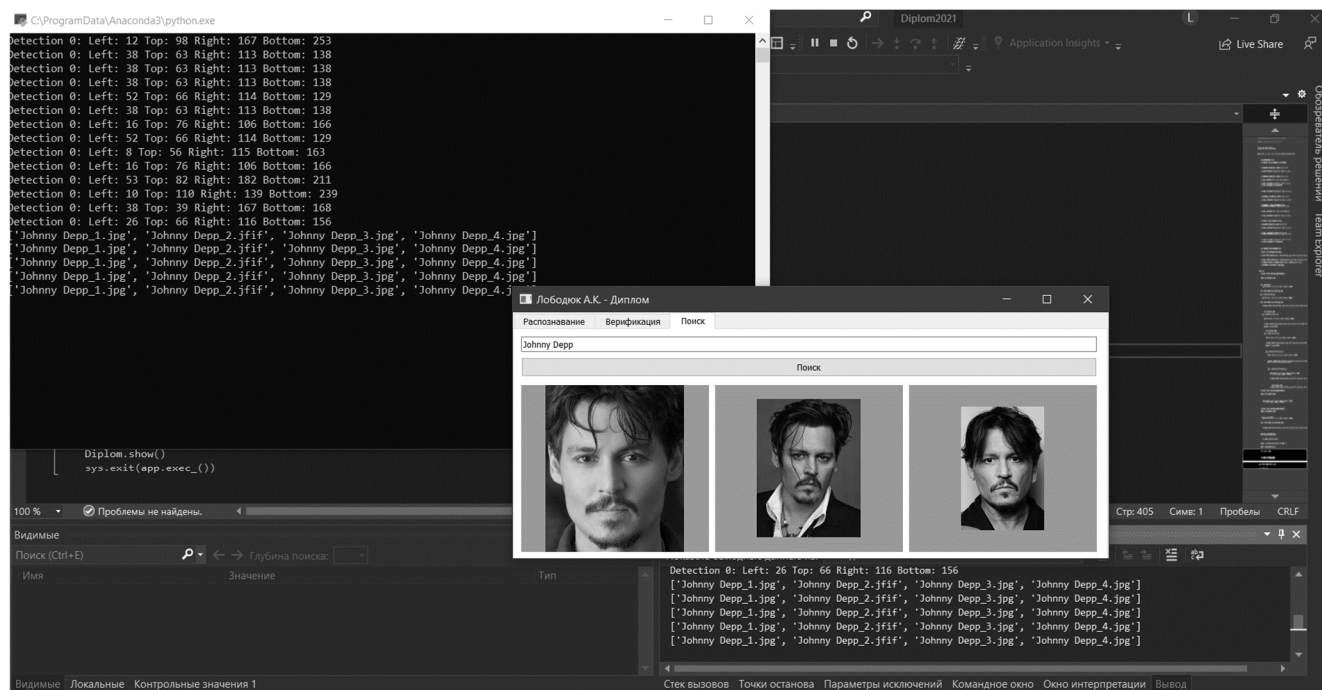 C:\ProgramData\Anaconda3\python.exe
Detection 0: Left: 12 Top: 98 Right: 167 Bottom: 253
Detection 0: Left: 38 Top: 63 Right: 113 Bottom: 138
Detection 0: Left: 38 Top: 63 Right: 113 Bottom: 138
Detection 0: Left: 38 Top: 63 Right: 113 Bottom: 138
Detection 0: Left: 52 Top: 66 Right: 114 Bottom: 129
Detection 0: Left: 38 Top: 63 Right: 113 Bottom: 138
Detection 0: Left: 16 Top: 76 Right: 106 Bottom: 166
Detection 0: Left: 52 Top: 66 Right: 114 Bottom: 129
Detection 0: Left: 8 Top: 56 Right: 115 Bottom: 163
Detection 0: Left: 16 Top: 76 Right: 106 Bottom: 166
Detection 0: Left: 53 Top: 82 Right: 182 Bottom: 211
Detection 0: Left: 10 Top: 110 Right: 139 Bottom: 239
Detection 0: Left: 38 Top: 39 Right: 167 Bottom: 168
Detection 0: Left: 26 Top: 66 Right: 116 Bottom: 156
['Johnny Depp_1.jpg', 'Johnny Depp_2.jfif', 'Johnny Depp_3.jpg', 'Johnny Depp_4.jpg']
['Johnny Depp_1.jpg', 'Johnny Depp_2.jfif', 'Johnny Depp_3.jpg', 'Johnny Depp_4.jpg']
['Johnny Depp_1.jpg', 'Johnny Depp_2.jfif', 'Johnny Depp_3.jpg', 'Johnny Depp_4.jpg']
['Johnny Depp_1.jpg', 'Johnny Depp_2.jfif', 'Johnny Depp_3.jpg', 'Johnny Depp_4.jpg']
['Johnny Depp_1.jpg', 'Johnny Depp_2.jfif', 'Johnny Depp_3.jpg', 'Johnny Depp_4.j
Diplom2021
L
Application Insights
Live Share
Обозреватель решений
Team Explorer
Лободюк А.К. - Диплом
Распознавание Верификация Поиск
Johnny Depp
Поиск
Diplom.show()
sys.exit(app.exec_())
100 % Проблемы не найдены.
Стр: 405 Симв: 1 Пробелы CRLF
Видимые
Поиск (Ctrl+E) Глубина поиска:
Имя Значение Тип
Detection 0: Left: 26 Top: 66 Right: 116 Bottom: 156
['Johnny Depp_1.jpg', 'Johnny Depp_2.jfif', 'Johnny Depp_3.jpg', 'Johnny Depp_4.jpg']
['Johnny Depp_1.jpg', 'Johnny Depp_2.jfif', 'Johnny Depp_3.jpg', 'Johnny Depp_4.jpg']
['Johnny Depp_1.jpg', 'Johnny Depp_2.jfif', 'Johnny Depp_3.jpg', 'Johnny Depp_4.jpg']
['Johnny Depp_1.jpg', 'Johnny Depp_2.jfif', 'Johnny Depp_3.jpg', 'Johnny Depp_4.jpg']
['Johnny Depp_1.jpg', 'Johnny Depp_2.jfif', 'Johnny Depp_3.jpg', 'Johnny Depp_4.jpg']
Видимые Локальные Контрольные значения 1
Стек вызовов Точки останова Параметры исключений Командное окно Окно интерпретации Вывод